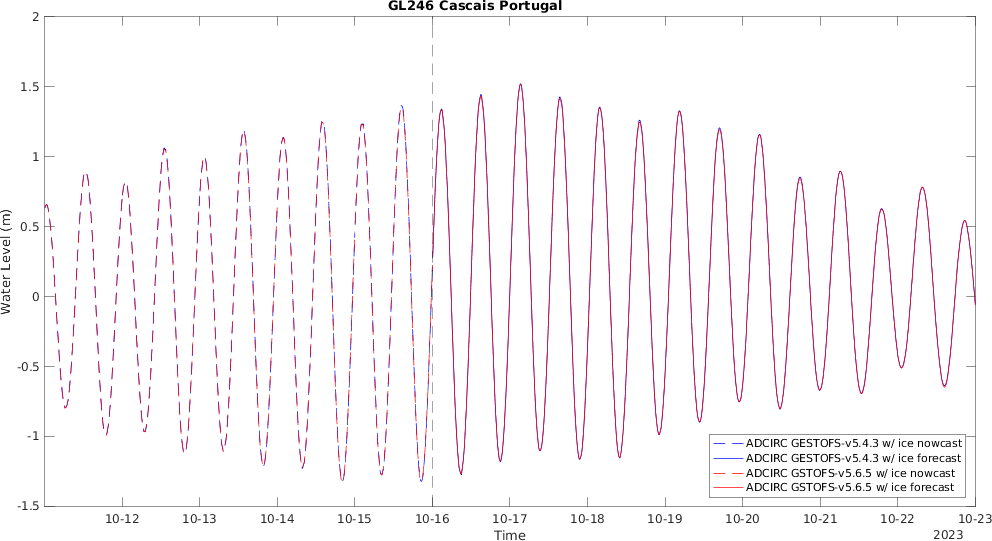 GL246 Cascais Portugal
2
1.5
1
0.5
0
-0.5
-1
-1.5
Water Level (m)
ADCIRC GESTOFS-v5.4.3 w/ ice nowcast
ADCIRC GESTOFS-v5.4.3 w/ ice forecast
ADCIRC GSTOFS-v5.6.5 w/ ice nowcast
ADCIRC GSTOFS-v5.6.5 w/ ice forecast
10-12 10-13 10-14 10-15 10-16 10-17 10-18 10-19 10-20 10-21 10-22 10-23
Time
2023